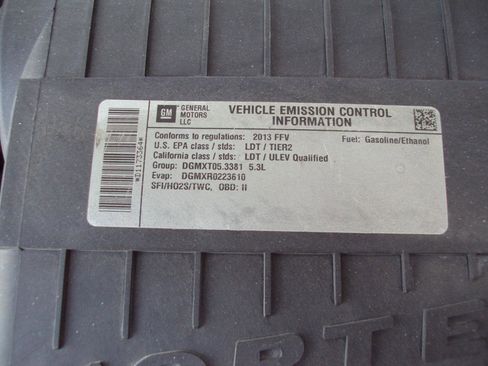 GM
GENERAL MOTORS LLC
VEHICLE EMISSION CONTROL INFORMATION
Conforms to regulations: 2013 FFV Fuel: Gasoline/Ethanol
U.S. EPA class / stds: LDT / TIER2
California class / stds: LDT / ULEV Qualified
Group: DGMXT05.3381 5.3L
Evap: DGMXR0223610
SFI/HO2S/TWC, OBD: II